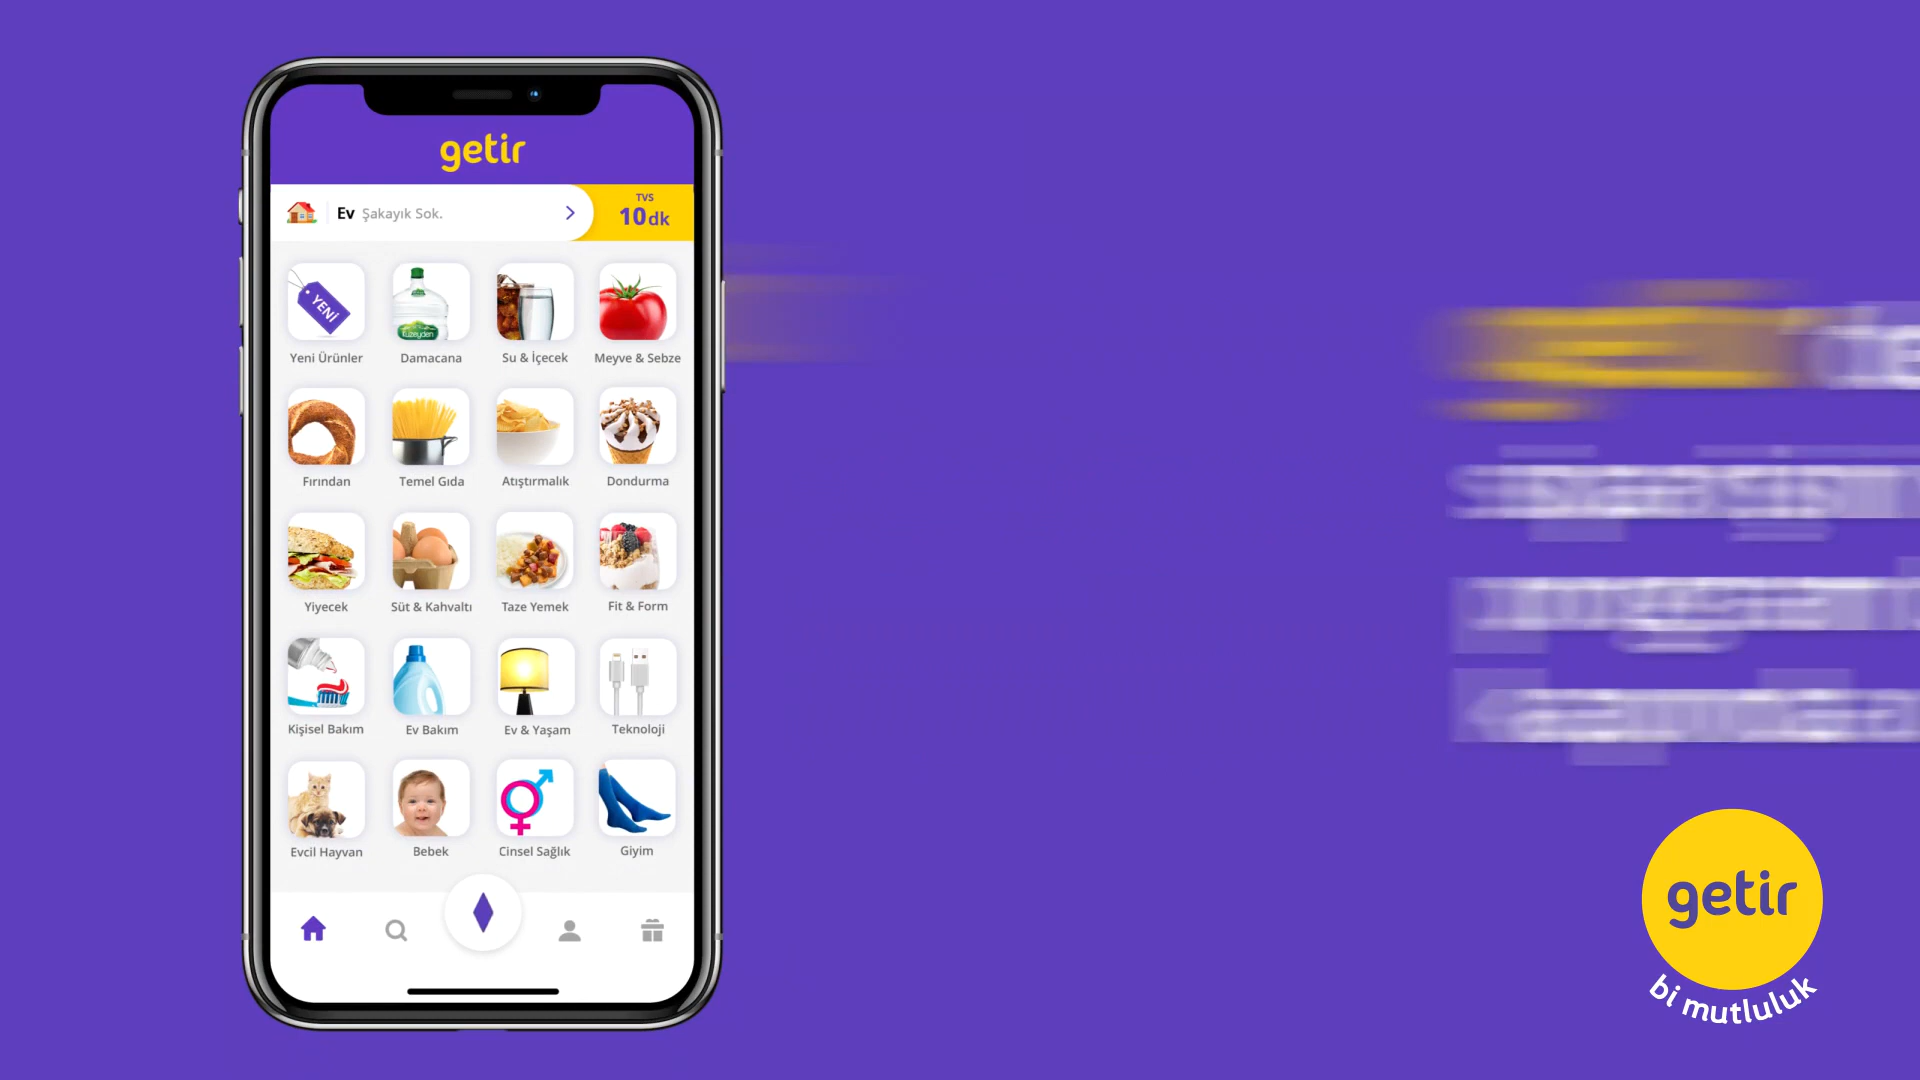 getir
Ev Şakayık Sok.
TVS
10dk
YENİ
Kuzeyden
Yeni Ürünler
Damacana
Su & İçecek
Meyve & Sebze
Fırından
Temel Gıda
Atıştırmalık
Dondurma
Yiyecek
Süt & Kahvaltı
Taze Yemek
Fit & Form
Kişisel Bakım
Ev Bakım
Ev & Yaşam
Teknoloji
Evcil Hayvan
Bebek
Cinsel Sağlık
Giyim
getir
bi mutluluk